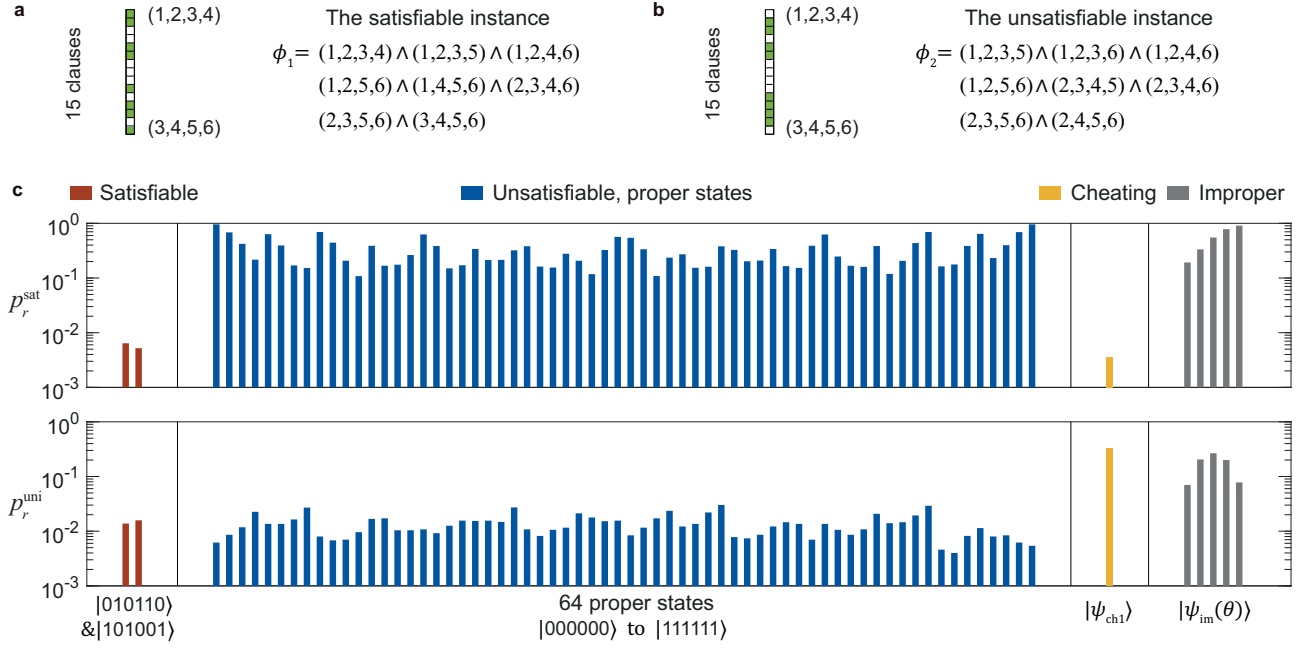 a
15 clauses
(1,2,3,4)
(3,4,5,6)
The satisfiable instance
ϕ₁= (1,2,3,4) ∧ (1,2,3,5) ∧ (1,2,4,6)
(1,2,5,6) ∧ (1,4,5,6) ∧ (2,3,4,6)
(2,3,5,6) ∧ (3,4,5,6)
b
15 clauses
(1,2,3,4)
(3,4,5,6)
The unsatisfiable instance
ϕ₂= (1,2,3,5) ∧ (1,2,3,6) ∧ (1,2,4,6)
(1,2,5,6) ∧ (2,3,4,5) ∧ (2,3,4,6)
(2,3,5,6) ∧ (2,4,5,6)
c
Satisfiable Unsatisfiable, proper states Cheating Improper
p_r^sat
10⁰
10⁻¹
10⁻²
10⁻³
p_r^uni
10⁰
10⁻¹
10⁻²
10⁻³
|010110⟩
&|101001⟩
64 proper states
|000000⟩ to |111111⟩
|ψ_ch1⟩
|ψ_im(θ)⟩